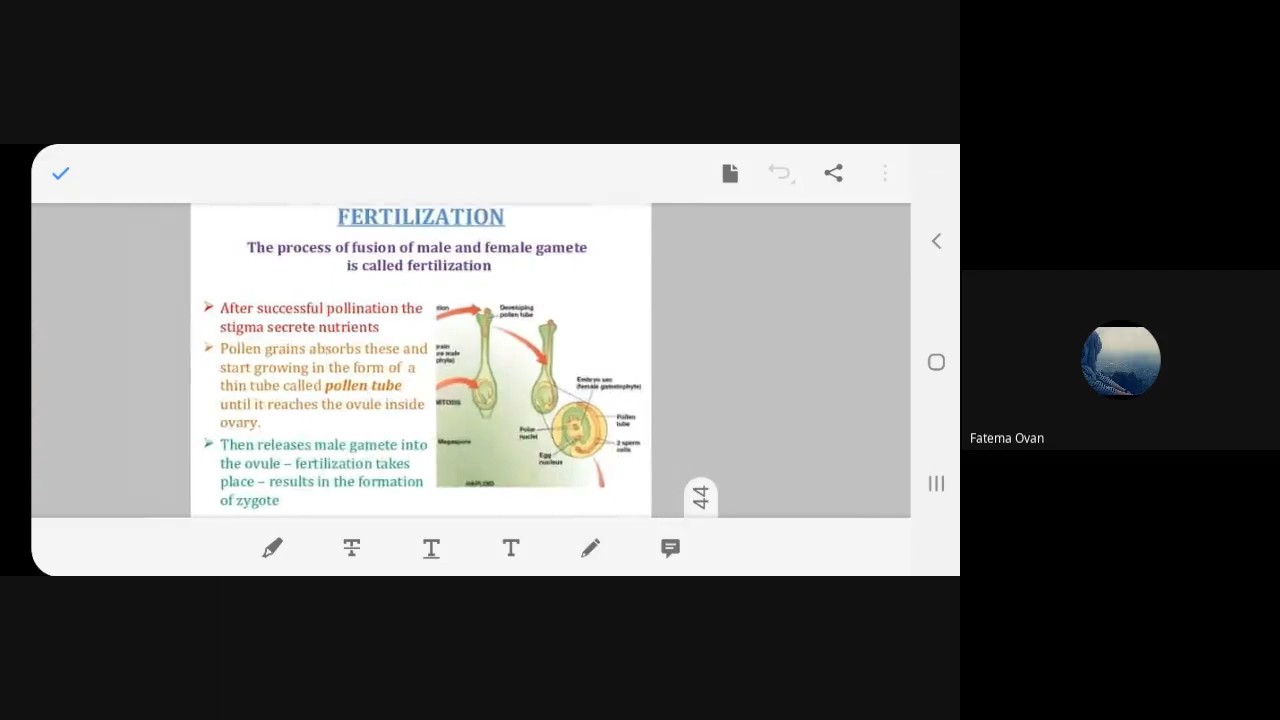 FERTILIZATION
The process of fusion of male and female gamete
is called fertilization
After successful pollination the
stigma secrete nutrients
Pollen grains absorbs these and
start growing in the form of a
thin tube called pollen tube
until it reaches the ovule inside
ovary.
Then releases male gamete into
the ovule – fertilization takes
place – results in the formation
of zygote
Developing
pollen tube
Embryo sac
(female gametophyte)
Pollen
tube
Polar
nuclei
2 sperm
cells
Egg
nucleus
MITOSIS
Megaspore
HAPLOID
44
T
T
T
Fatema Ovan